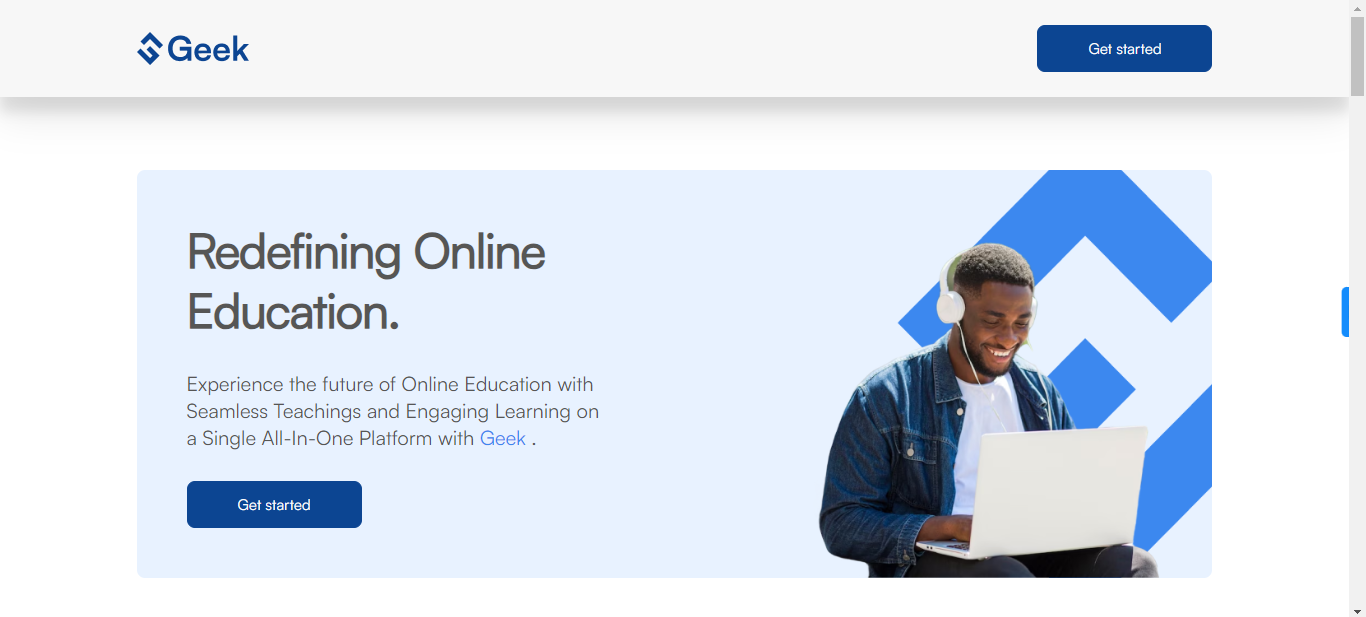 Geek
Get started
Redefining Online
Education.
Experience the future of Online Education with
Seamless Teachings and Engaging Learning on
a Single All-In-One Platform with Geek .
Get started